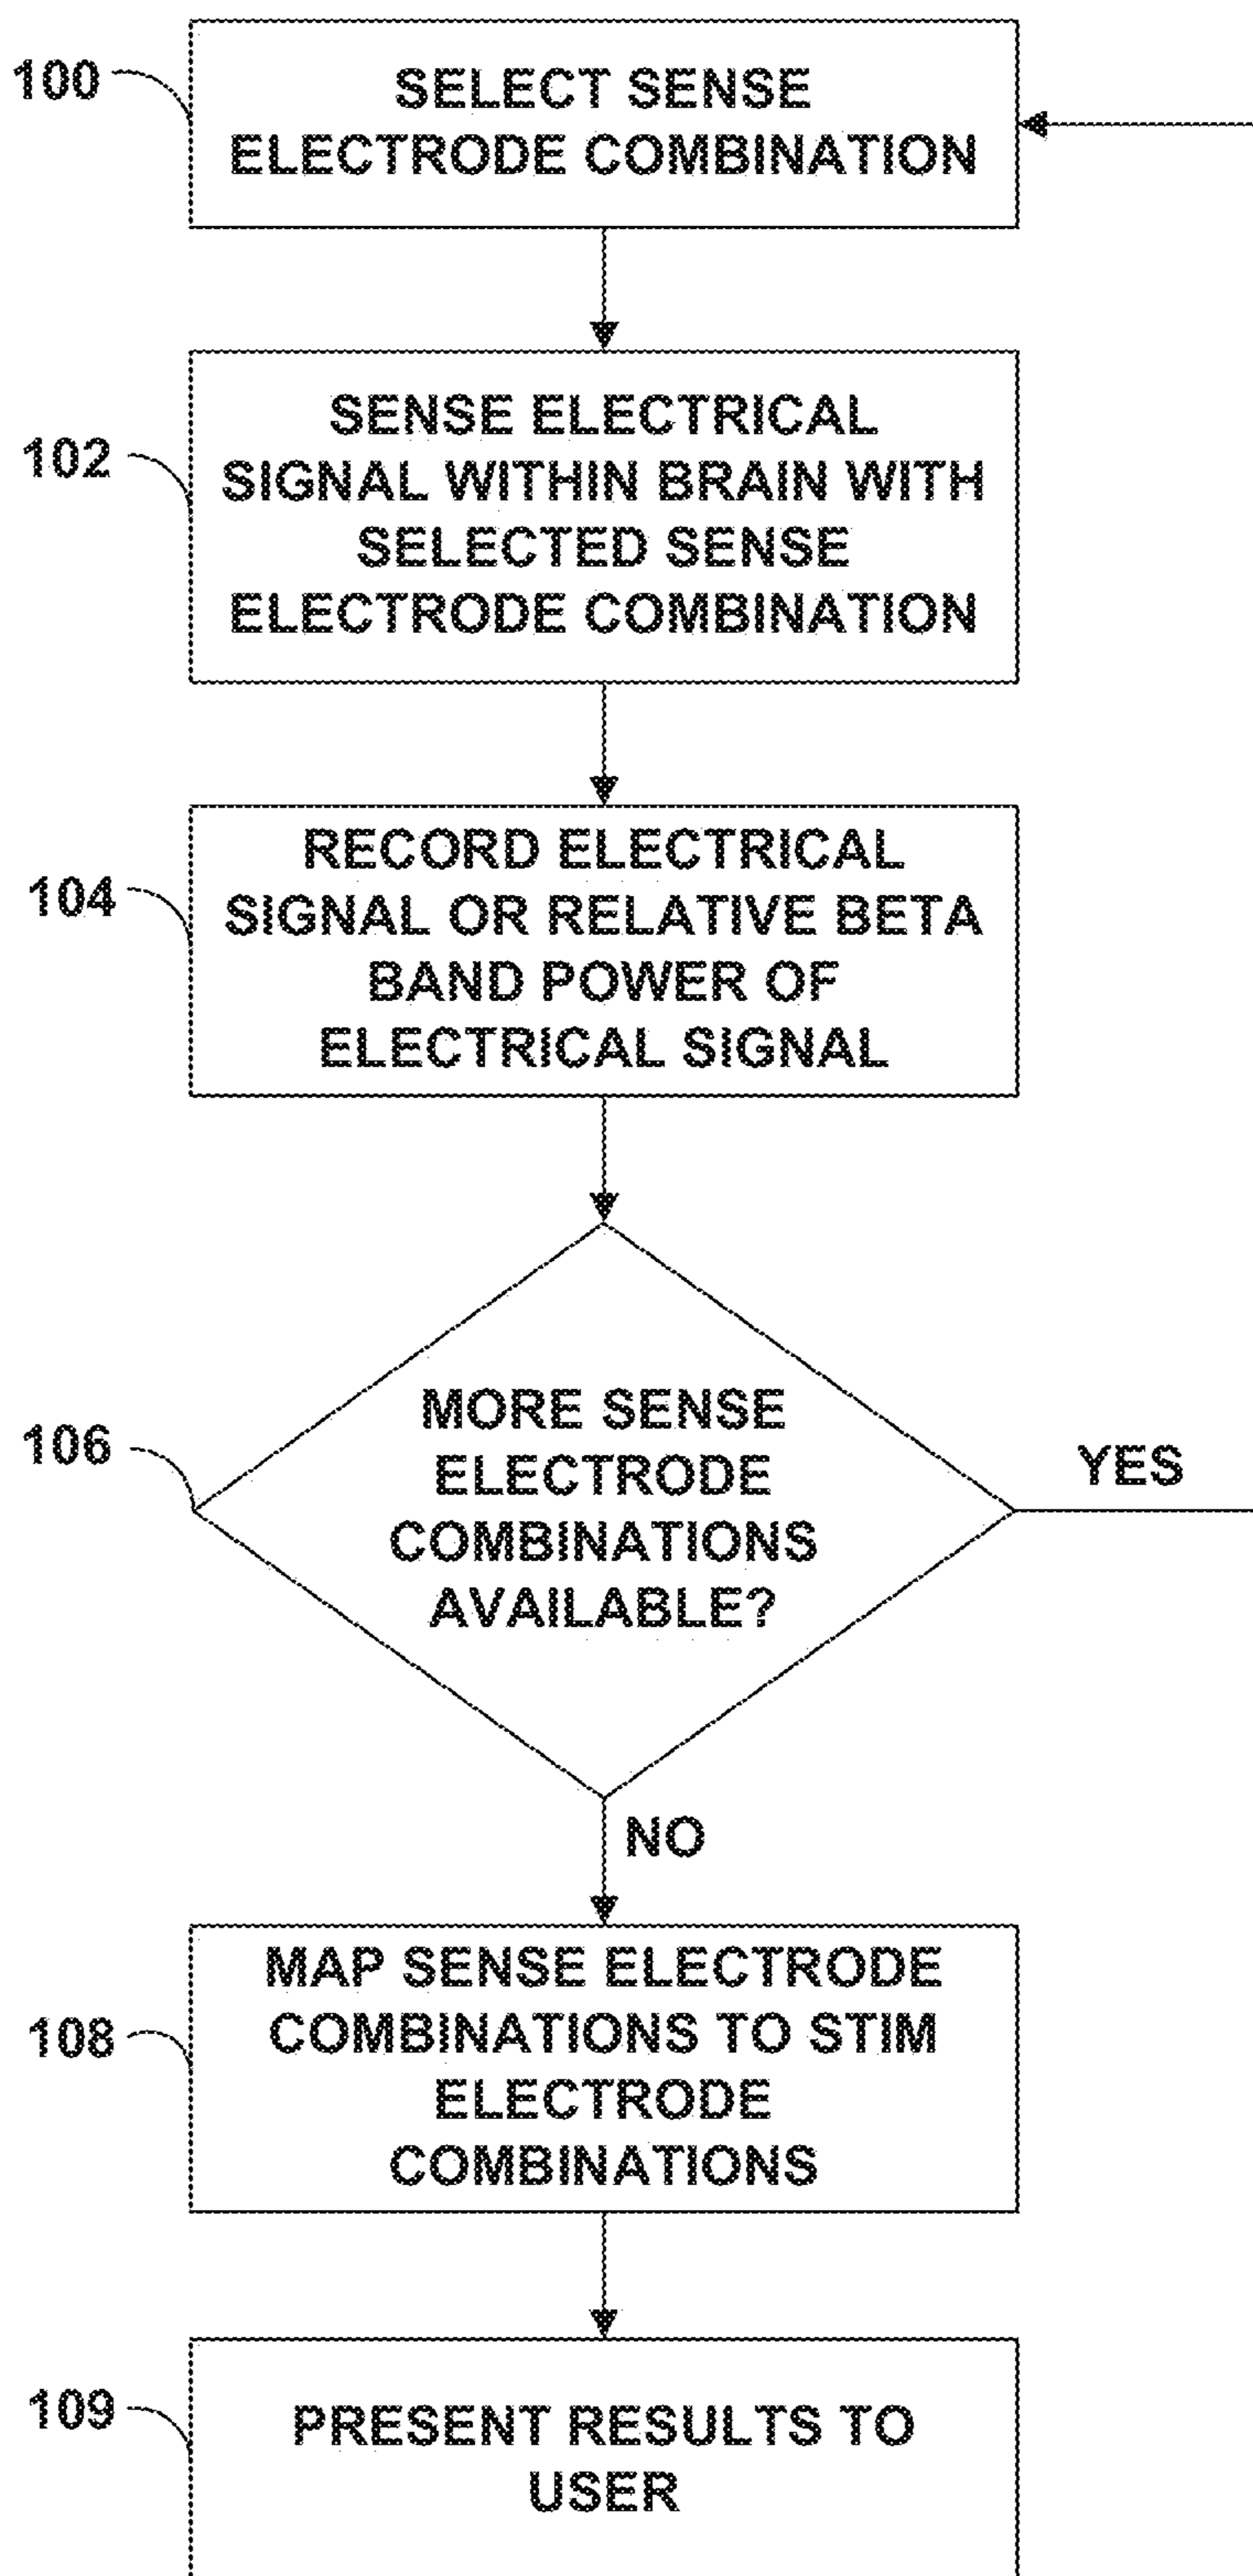 100
SELECT SENSE
ELECTRODE COMBINATION
102
SENSE ELECTRICAL
SIGNAL WITHIN BRAIN WITH
SELECTED SENSE
ELECTRODE COMBINATION
104
RECORD ELECTRICAL
SIGNAL OR RELATIVE BETA
BAND POWER OF
ELECTRICAL SIGNAL
106
MORE SENSE
ELECTRODE
COMBINATIONS
AVAILABLE?
YES
NO
108
MAP SENSE ELECTRODE
COMBINATIONS TO STIM
ELECTRODE
COMBINATIONS
109
PRESENT RESULTS TO
USER